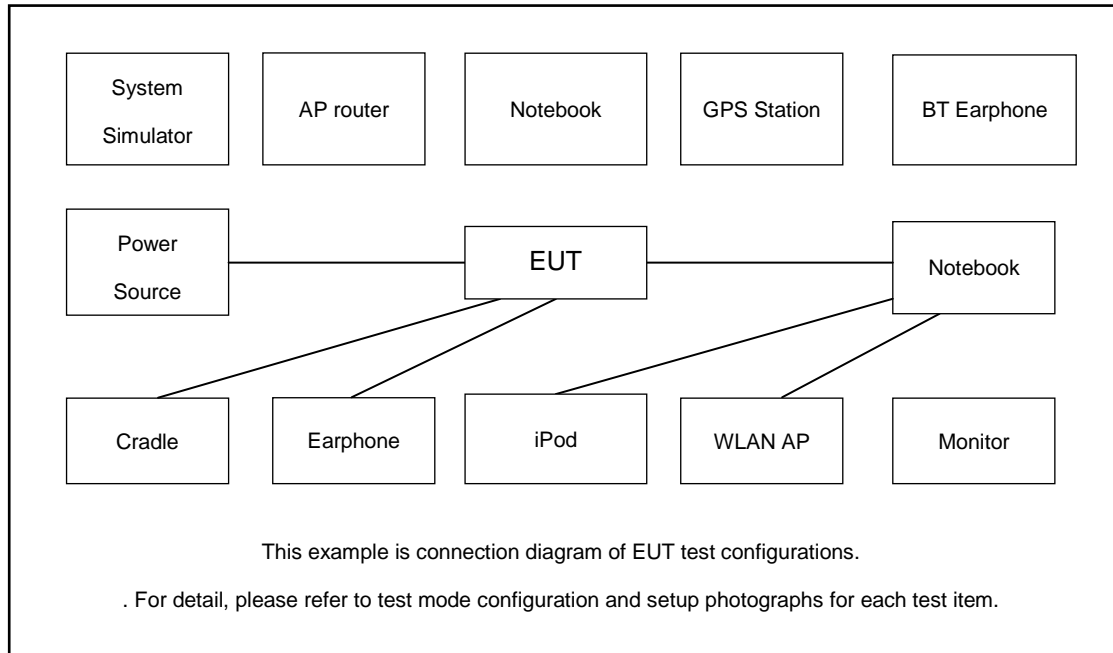 System
Simulator
AP router
Notebook
GPS Station
BT Earphone
Power
Source
EUT
Notebook
Cradle
Earphone
iPod
WLAN AP
Monitor
This example is connection diagram of EUT test configurations.
. For detail, please refer to test mode configuration and setup photographs for each test item.